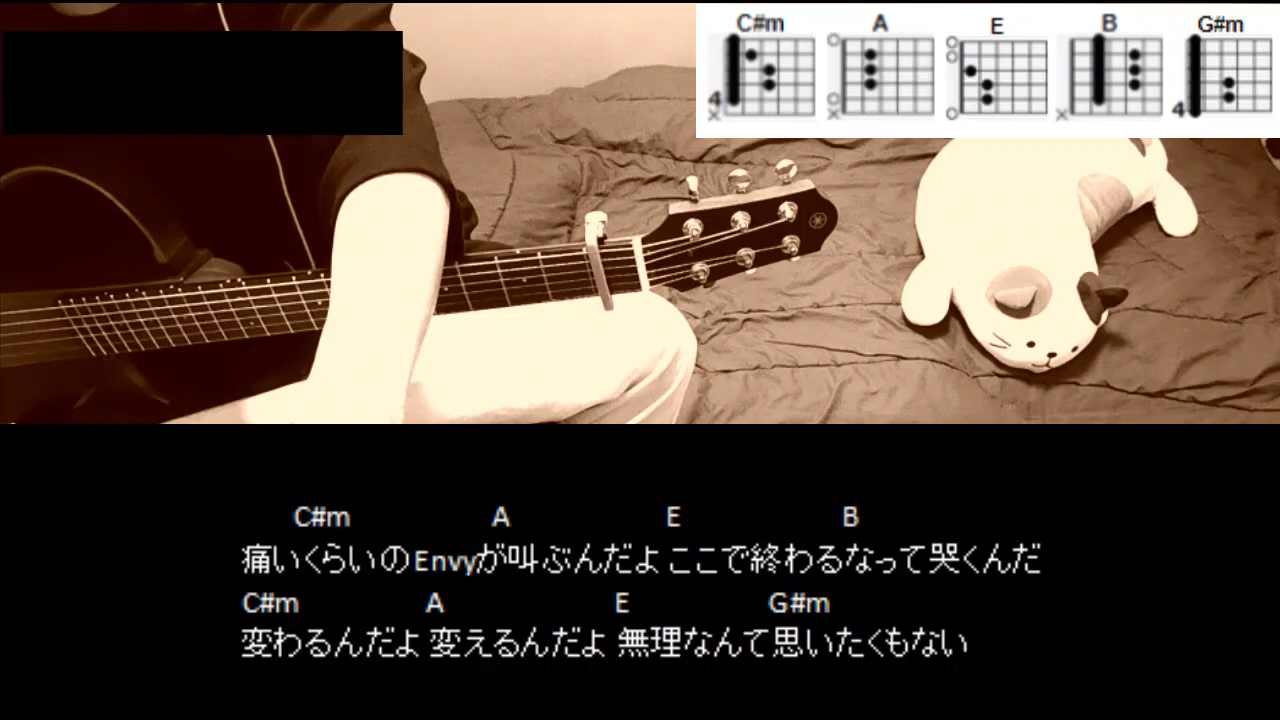 C#m A E B G#m
4 4
C#m A E B
痛いくらいのEnvyが叫ぶんだよ ここで終わるなって哭くんだ
C#m A E G#m
変わるんだよ 変えるんだよ 無理なんて思いたくもない